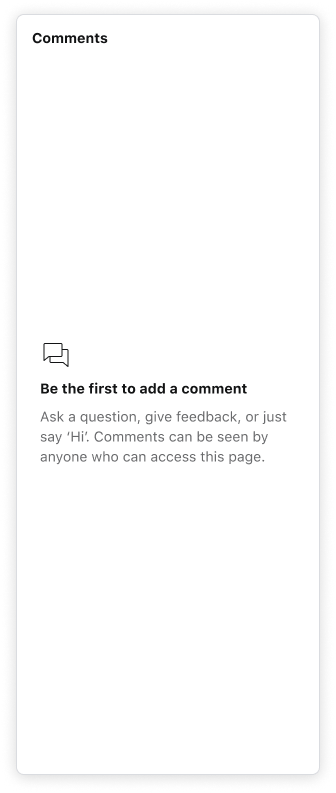 Comments
Be the first to add a comment
Ask a question, give feedback, or just
say ‘Hi’. Comments can be seen by
anyone who can access this page.